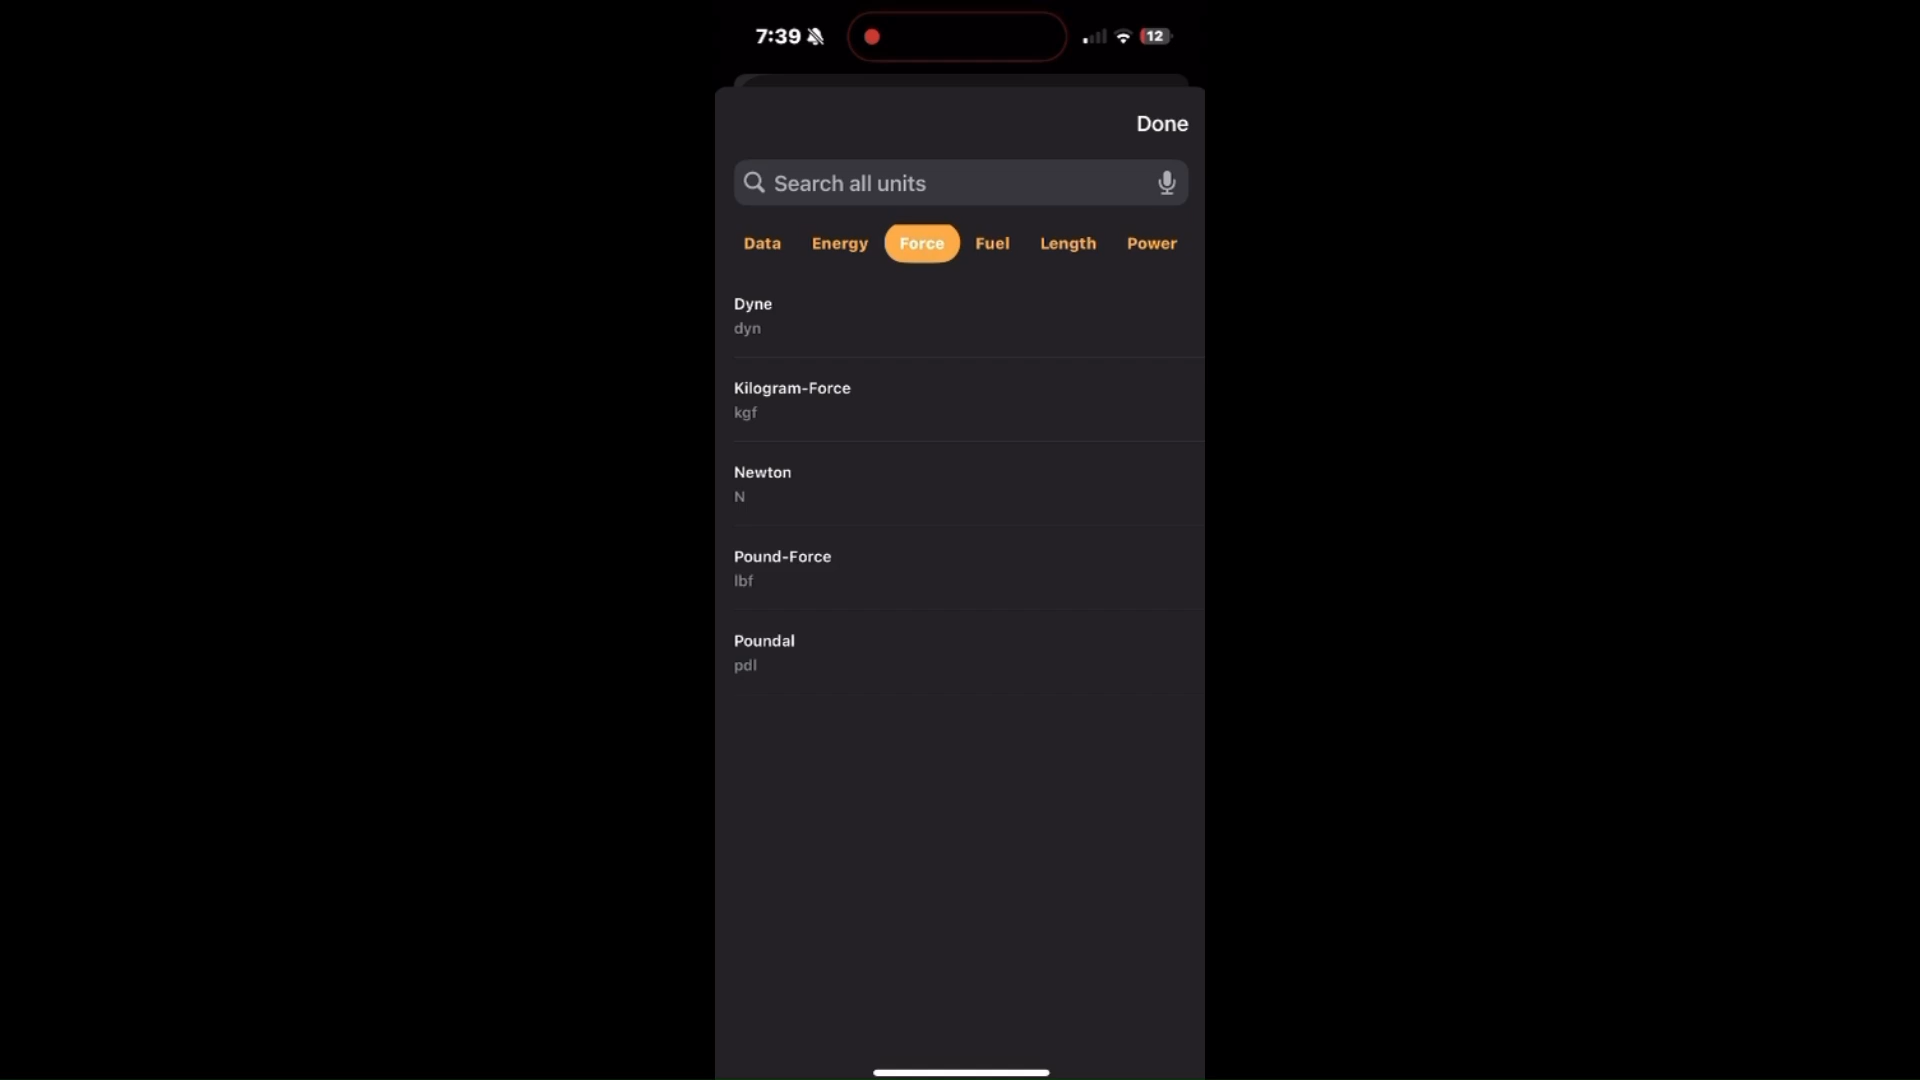 7:39 12
Done
Search all units
Data Energy Force Fuel Length Power
Dyne
dyn
Kilogram-Force
kgf
Newton
N
Pound-Force
lbf
Poundal
pdl